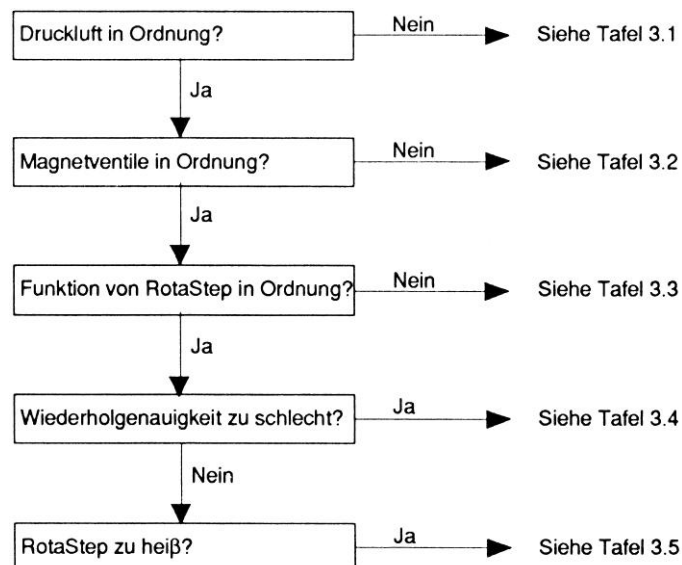 Druckluft in Ordnung?
Nein
Siehe Tafel 3.1
Ja
Magnetventile in Ordnung?
Nein
Siehe Tafel 3.2
Ja
Funktion von RotaStep in Ordnung?
Nein
Siehe Tafel 3.3
Ja
Wiederholgenauigkeit zu schlecht?
Ja
Siehe Tafel 3.4
Nein
RotaStep zu heiß?
Ja
Siehe Tafel 3.5